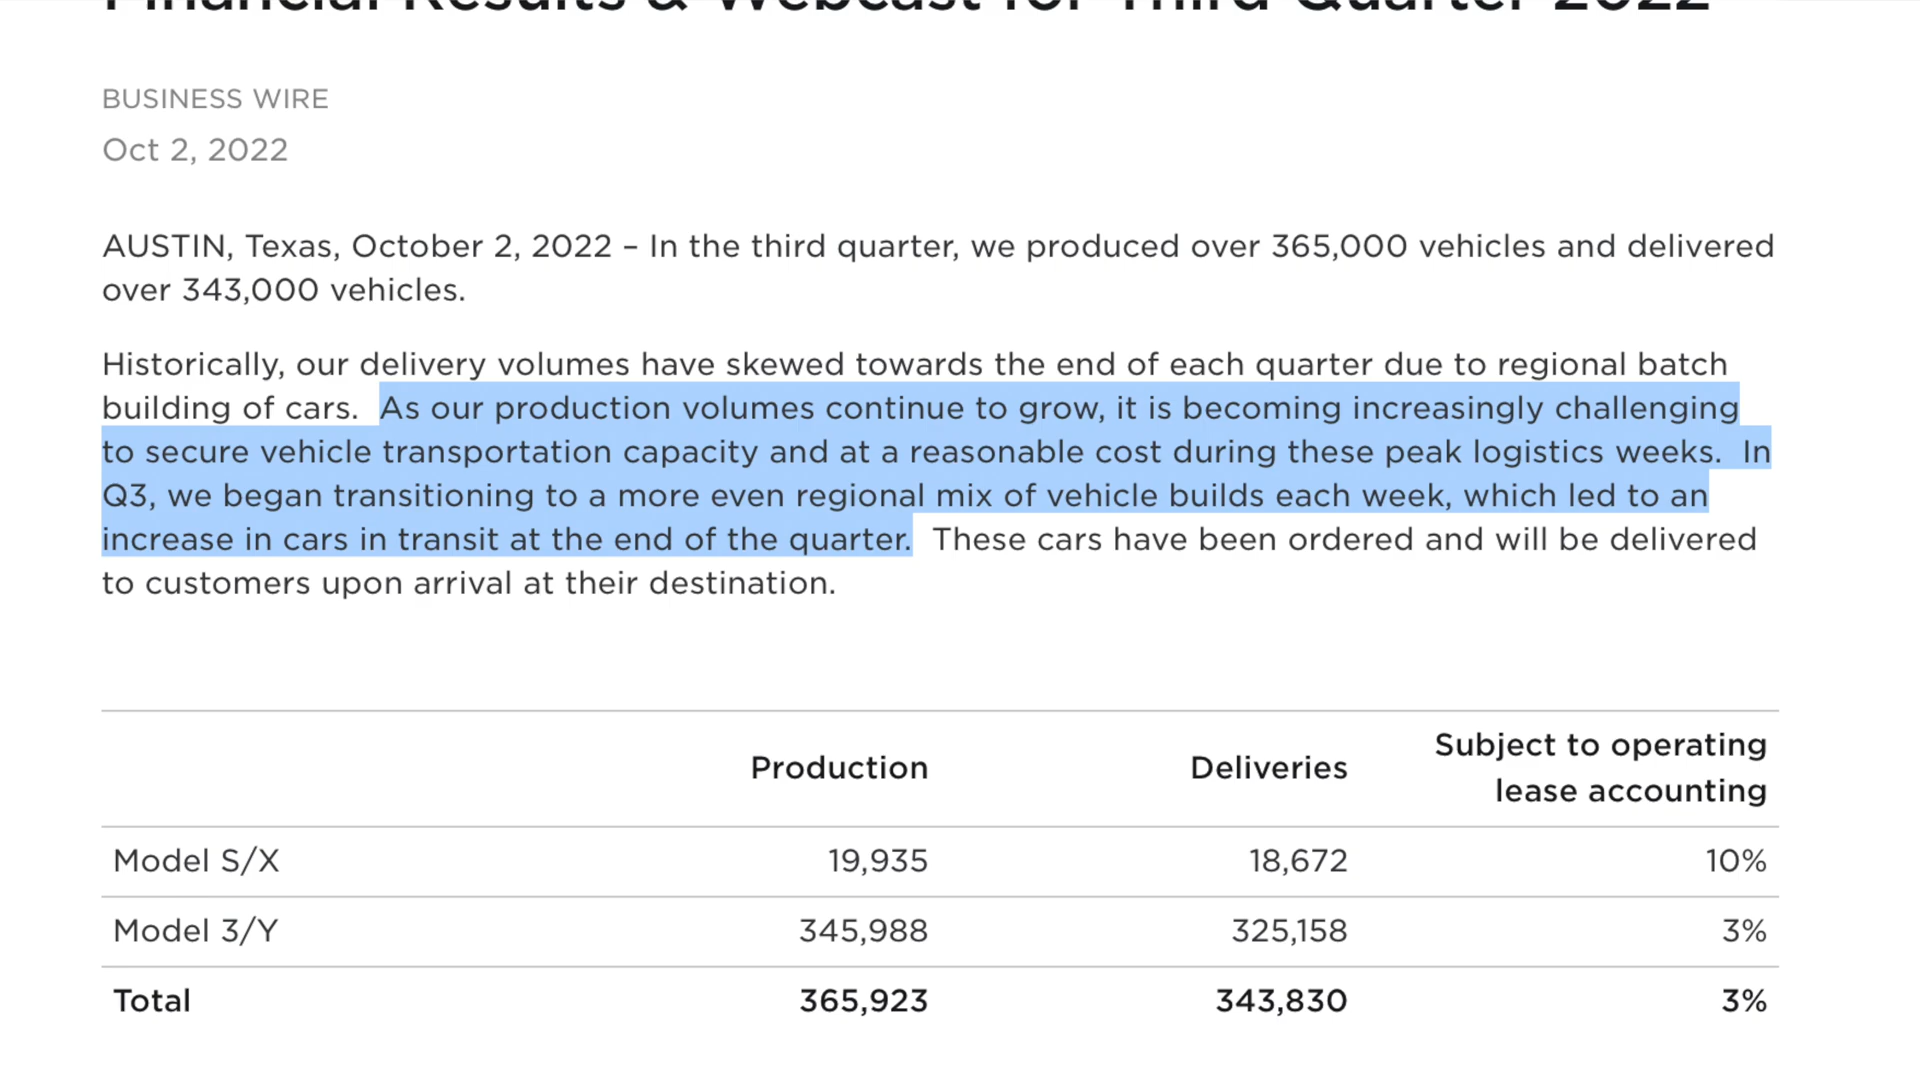 Financial Results & Webcast for Third Quarter 2022
BUSINESS WIRE
Oct 2, 2022
AUSTIN, Texas, October 2, 2022 – In the third quarter, we produced over 365,000 vehicles and delivered
over 343,000 vehicles.
Historically, our delivery volumes have skewed towards the end of each quarter due to regional batch
building of cars.  As our production volumes continue to grow, it is becoming increasingly challenging
to secure vehicle transportation capacity and at a reasonable cost during these peak logistics weeks.  In
Q3, we began transitioning to a more even regional mix of vehicle builds each week, which led to an
increase in cars in transit at the end of the quarter.  These cars have been ordered and will be delivered
to customers upon arrival at their destination.
Production Deliveries Subject to operating
lease accounting
Model S/X 19,935 18,672 10%
Model 3/Y 345,988 325,158 3%
Total 365,923 343,830 3%